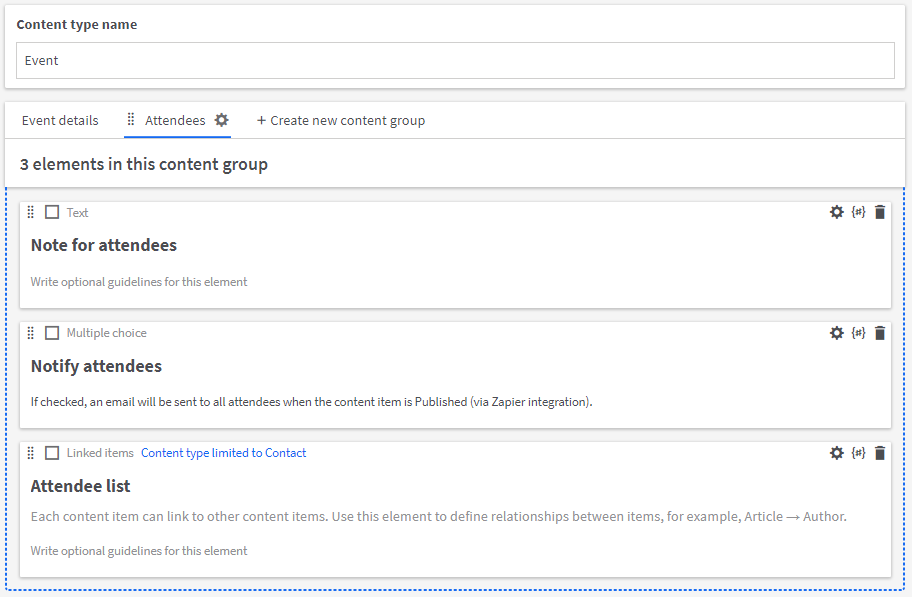 Content type name
Event
Event details
Attendees
+ Create new content group
3 elements in this content group
Text
{#}
Note for attendees
Write optional guidelines for this element
Multiple choice
{#}
Notify attendees
If checked, an email will be sent to all attendees when the content item is Published (via Zapier integration).
Linked items Content type limited to Contact
{#}
Attendee list
Each content item can link to other content items. Use this element to define relationships between items, for example, Article → Author.
Write optional guidelines for this element